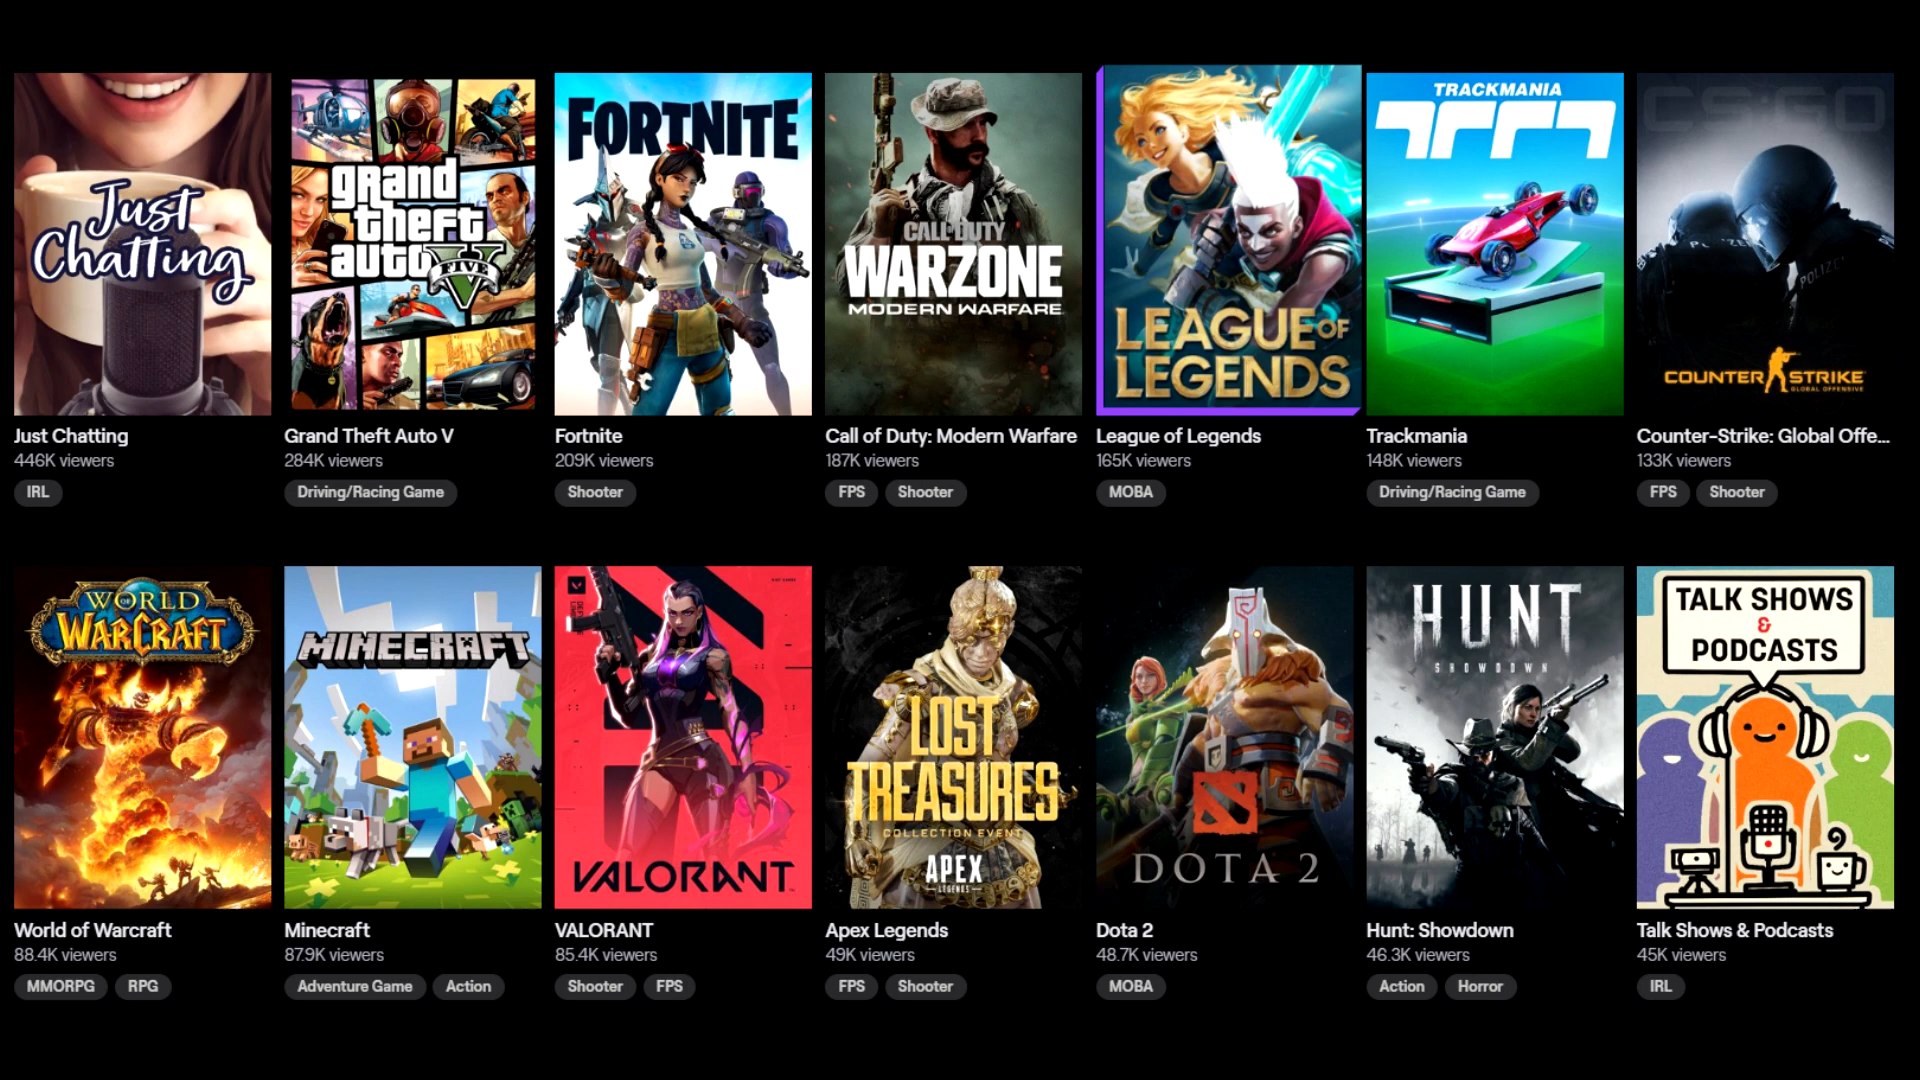 Just
Chatting
grand
theft
auto
FIVE
FORTNITE
CALL OF DUTY
WARZONE
MODERN WARFARE
LEAGUE OF
LEGENDS
TRACKMANIA
CS:GO
POLIZEI
COUNTER STRIKE
GLOBAL OFFENSIVE
Just Chatting
446K viewers
IRL
Grand Theft Auto V
284K viewers
Driving/Racing Game
Fortnite
209K viewers
Shooter
Call of Duty: Modern Warfare
187K viewers
FPS Shooter
League of Legends
165K viewers
MOBA
Trackmania
148K viewers
Driving/Racing Game
Counter-Strike: Global Offe...
133K viewers
FPS Shooter
WORLD
OF
WARCRAFT
MINECRAFT
VALORANT
LOST
TREASURES
COLLECTION EVENT
APEX
LEGENDS
DOTA 2
HUNT
SHOWDOWN
TALK SHOWS
&
PODCASTS
World of Warcraft
88.4K viewers
MMORPG RPG
Minecraft
87.9K viewers
Adventure Game Action
VALORANT
85.4K viewers
Shooter FPS
Apex Legends
49K viewers
FPS Shooter
Dota 2
48.7K viewers
MOBA
Hunt: Showdown
46.3K viewers
Action Horror
Talk Shows & Podcasts
45K viewers
IRL